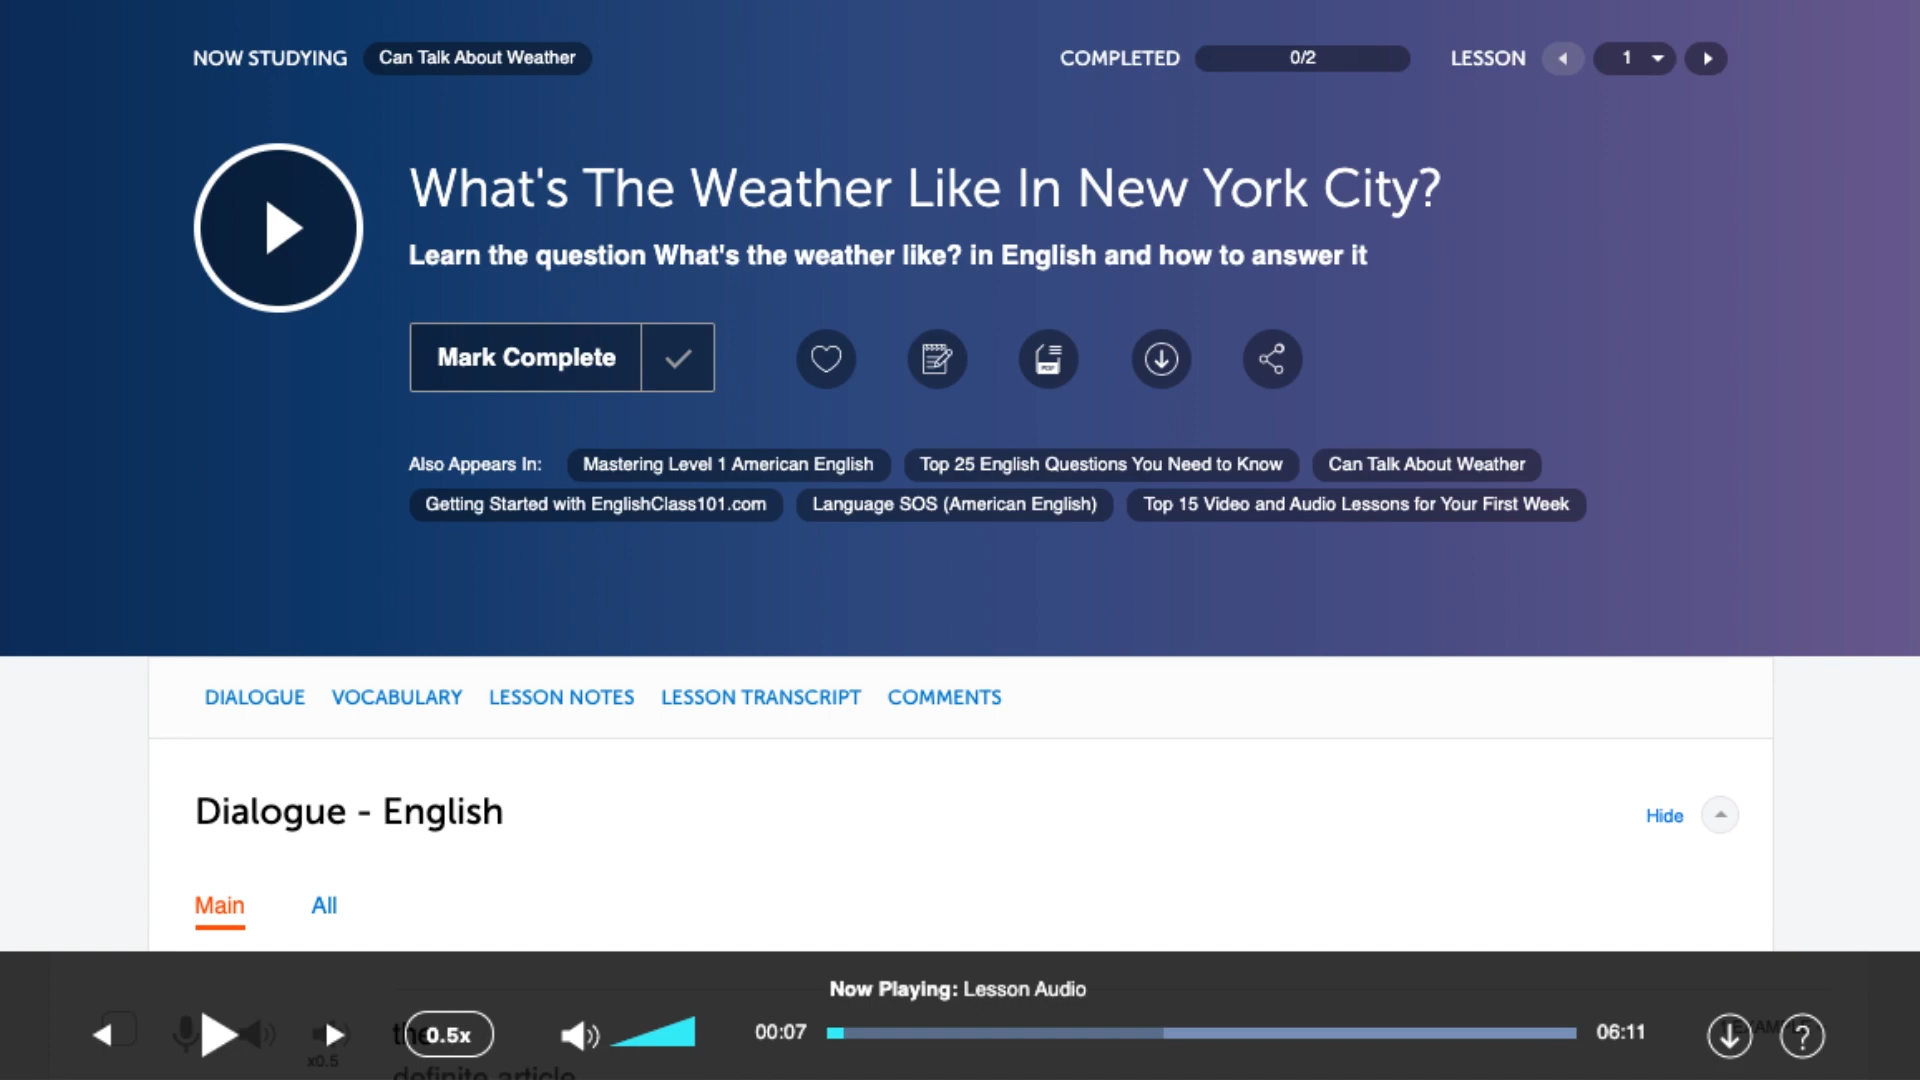 NOW STUDYING Can Talk About Weather COMPLETED 0/2 LESSON 1
What's The Weather Like In New York City?
Learn the question What's the weather like? in English and how to answer it
Mark Complete
PDF
Also Appears In: Mastering Level 1 American English Top 25 English Questions You Need to Know Can Talk About Weather
Getting Started with EnglishClass101.com Language SOS (American English) Top 15 Video and Audio Lessons for Your First Week
DIALOGUE VOCABULARY LESSON NOTES LESSON TRANSCRIPT COMMENTS
Dialogue - English
Hide
Main All
Now Playing: Lesson Audio
0.5x 00:07 06:11 ?
x0.5
definite article